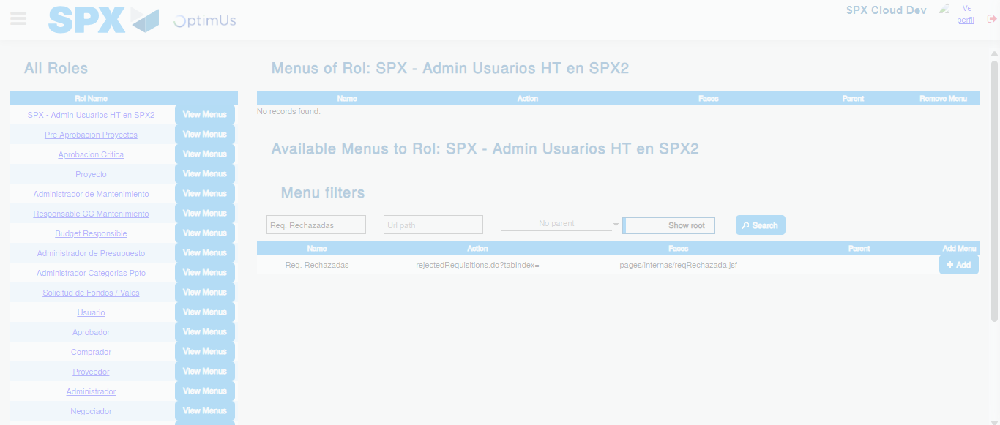 SPX OptimUs
SPX Cloud Dev
Ve
perfil
All Roles
Rol Name
SPX - Admin Usuarios HT en SPX2 View Menus
Pre Aprobacion Proyectos View Menus
Aprobacion Critica View Menus
Proyecto View Menus
Administrador de Mantenimiento View Menus
Responsable CC Mantenimiento View Menus
Budget Responsible View Menus
Administrador de Presupuesto View Menus
Administrador Categorias Ppto View Menus
Solicitud de Fondos / Vales View Menus
Usuario View Menus
Aprobador View Menus
Comprador View Menus
Proveedor View Menus
Administrador View Menus
Negociador View Menus
Menus of Rol: SPX - Admin Usuarios HT en SPX2
Name Action Faces Parent Remove Menu
No records found.
Available Menus to Rol: SPX - Admin Usuarios HT en SPX2
Menu filters
Req. Rechazadas Url path No parent Show root Search
Name Action Faces Parent Add Menu
Req. Rechazadas rejectedRequisitions.do?tabIndex= pages/internas/reqRechazada.jsf + Add